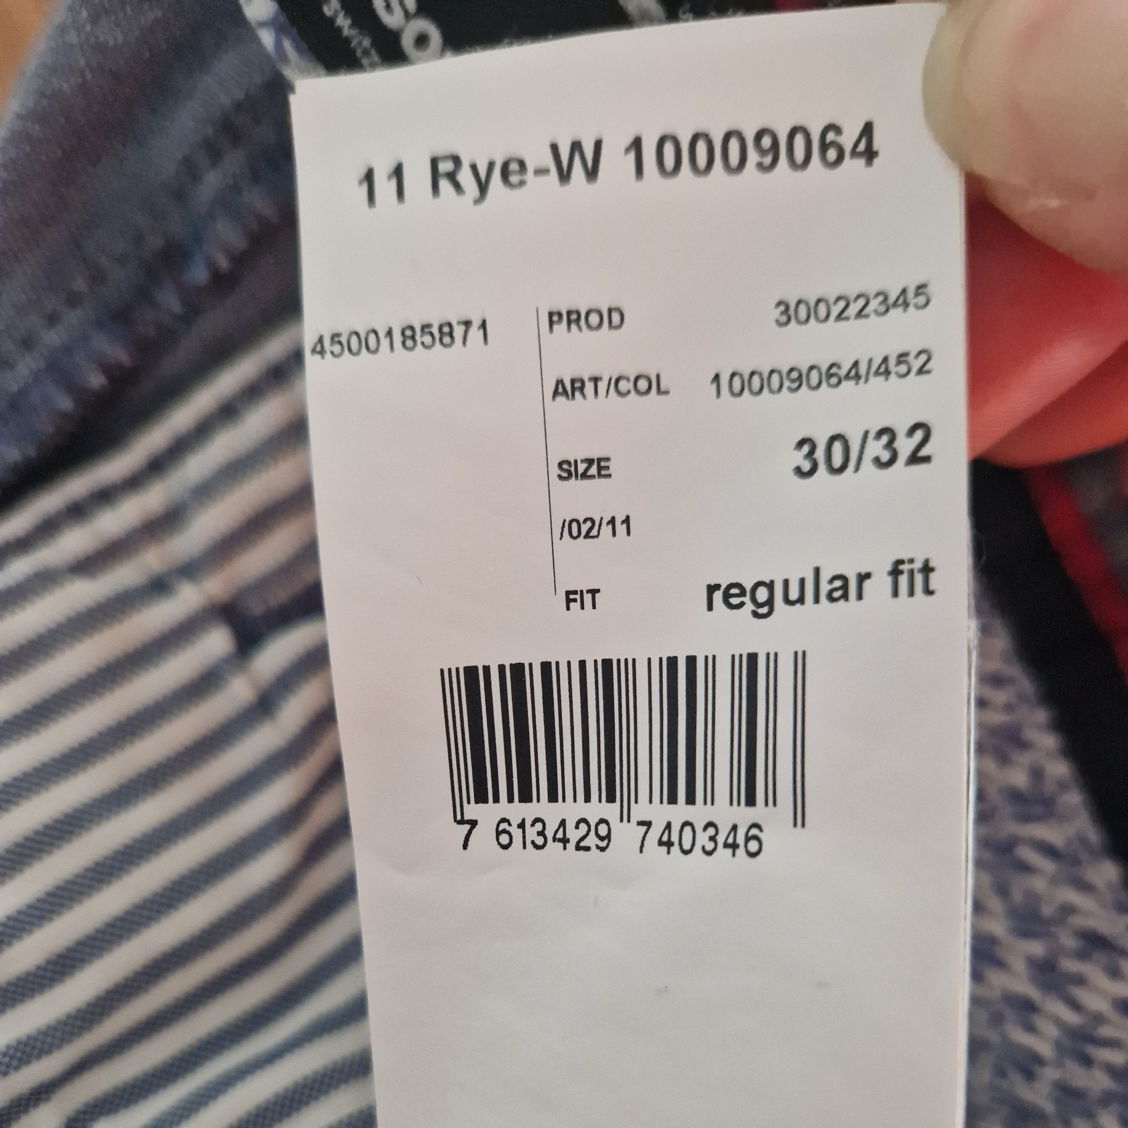 11 Rye-W 10009064
4500185871
PROD 30022345
ART/COL 10009064/452
SIZE 30/32
/02/11
FIT regular fit
7 613429 740346